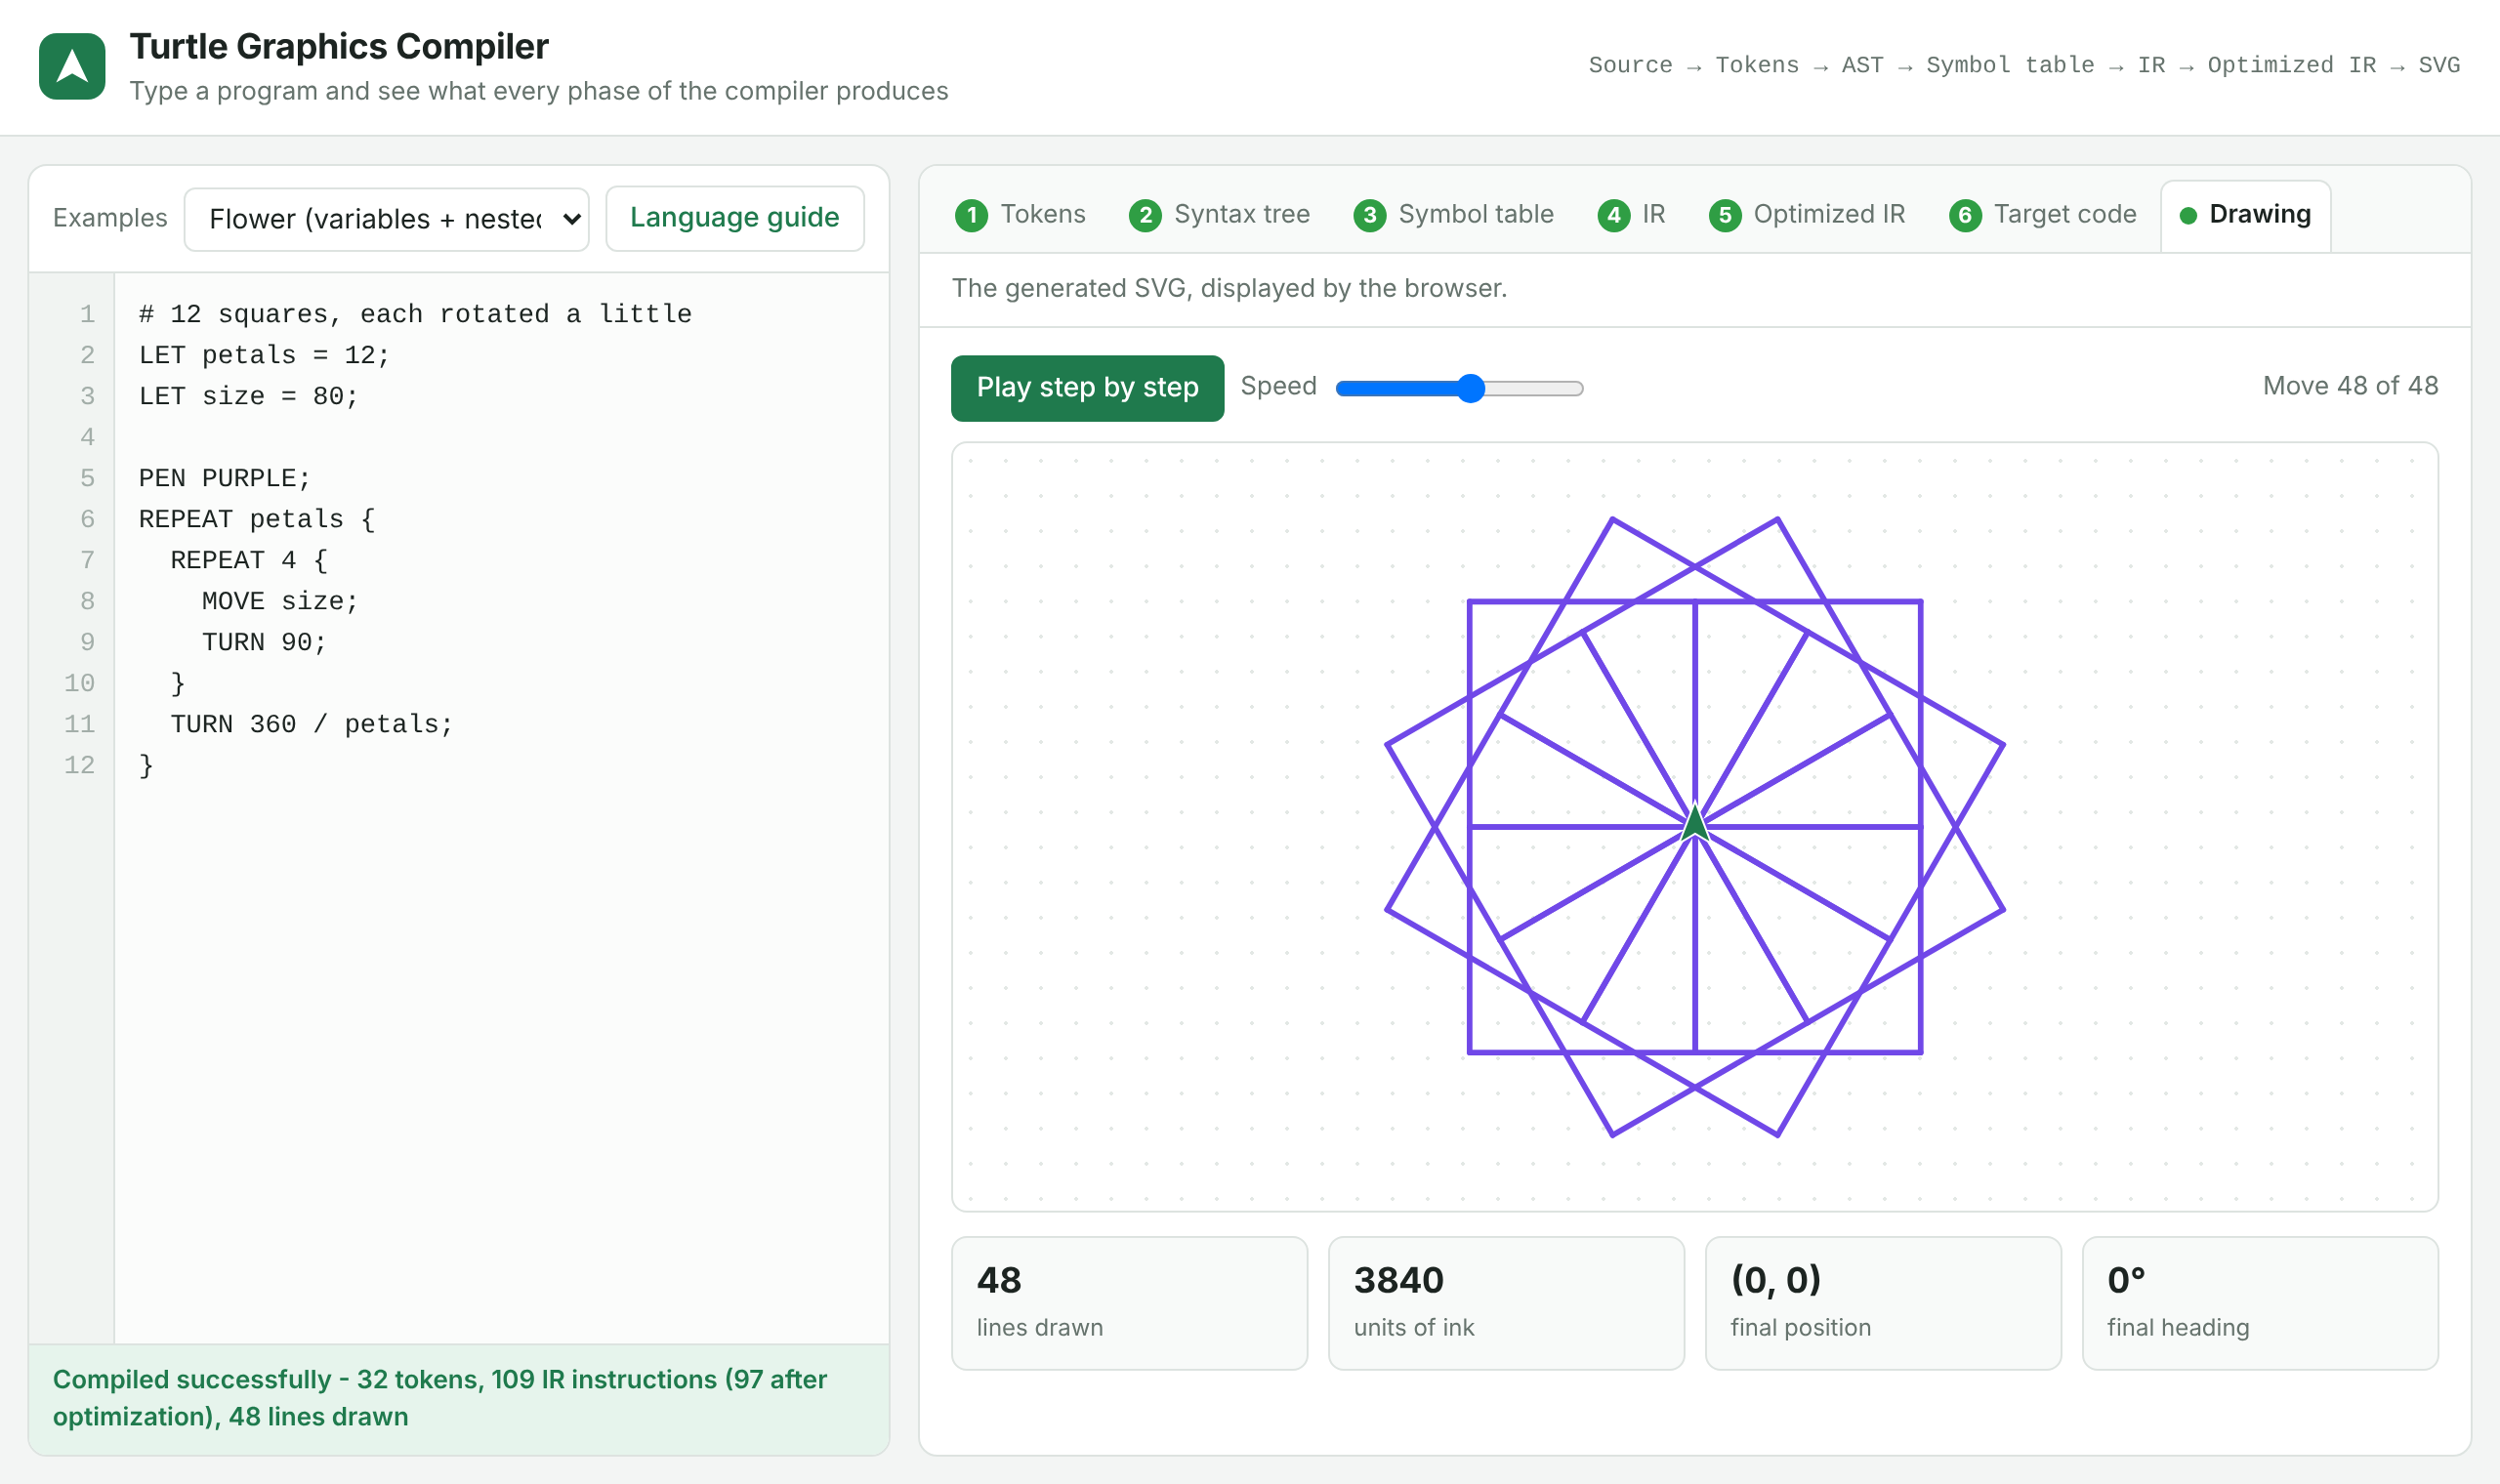 Turtle Graphics Compiler
Type a program and see what every phase of the compiler produces
Source → Tokens → AST → Symbol table → IR → Optimized IR → SVG
Examples
Flower (variables + nested
Language guide
1 # 12 squares, each rotated a little
2 LET petals = 12;
3 LET size = 80;
4
5 PEN PURPLE;
6 REPEAT petals {
7   REPEAT 4 {
8     MOVE size;
9     TURN 90;
10   }
11   TURN 360 / petals;
12 }
Compiled successfully - 32 tokens, 109 IR instructions (97 after
optimization), 48 lines drawn
1 Tokens
2 Syntax tree
3 Symbol table
4 IR
5 Optimized IR
6 Target code
Drawing
The generated SVG, displayed by the browser.
Play step by step
Speed
Move 48 of 48
48
lines drawn
3840
units of ink
(0, 0)
final position
0°
final heading